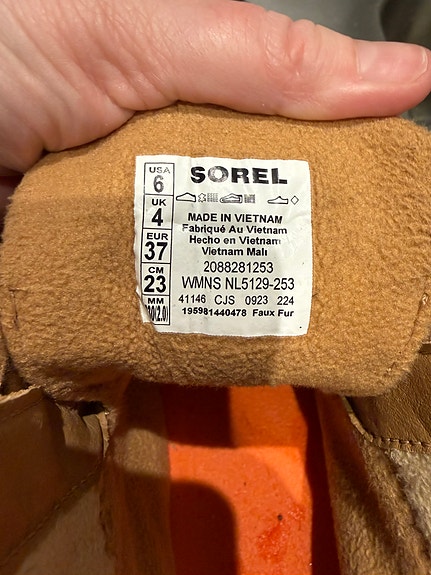 SOREL
USA
6
UK
4
EUR
37
CM
23
MM
MADE IN VIETNAM
Fabriqué Au Vietnam
Hecho en Vietnam
Vietnam Malı
2088281253
WMNS NL5129-253
41146 CJS 0923 224
195981440478 Faux Fur